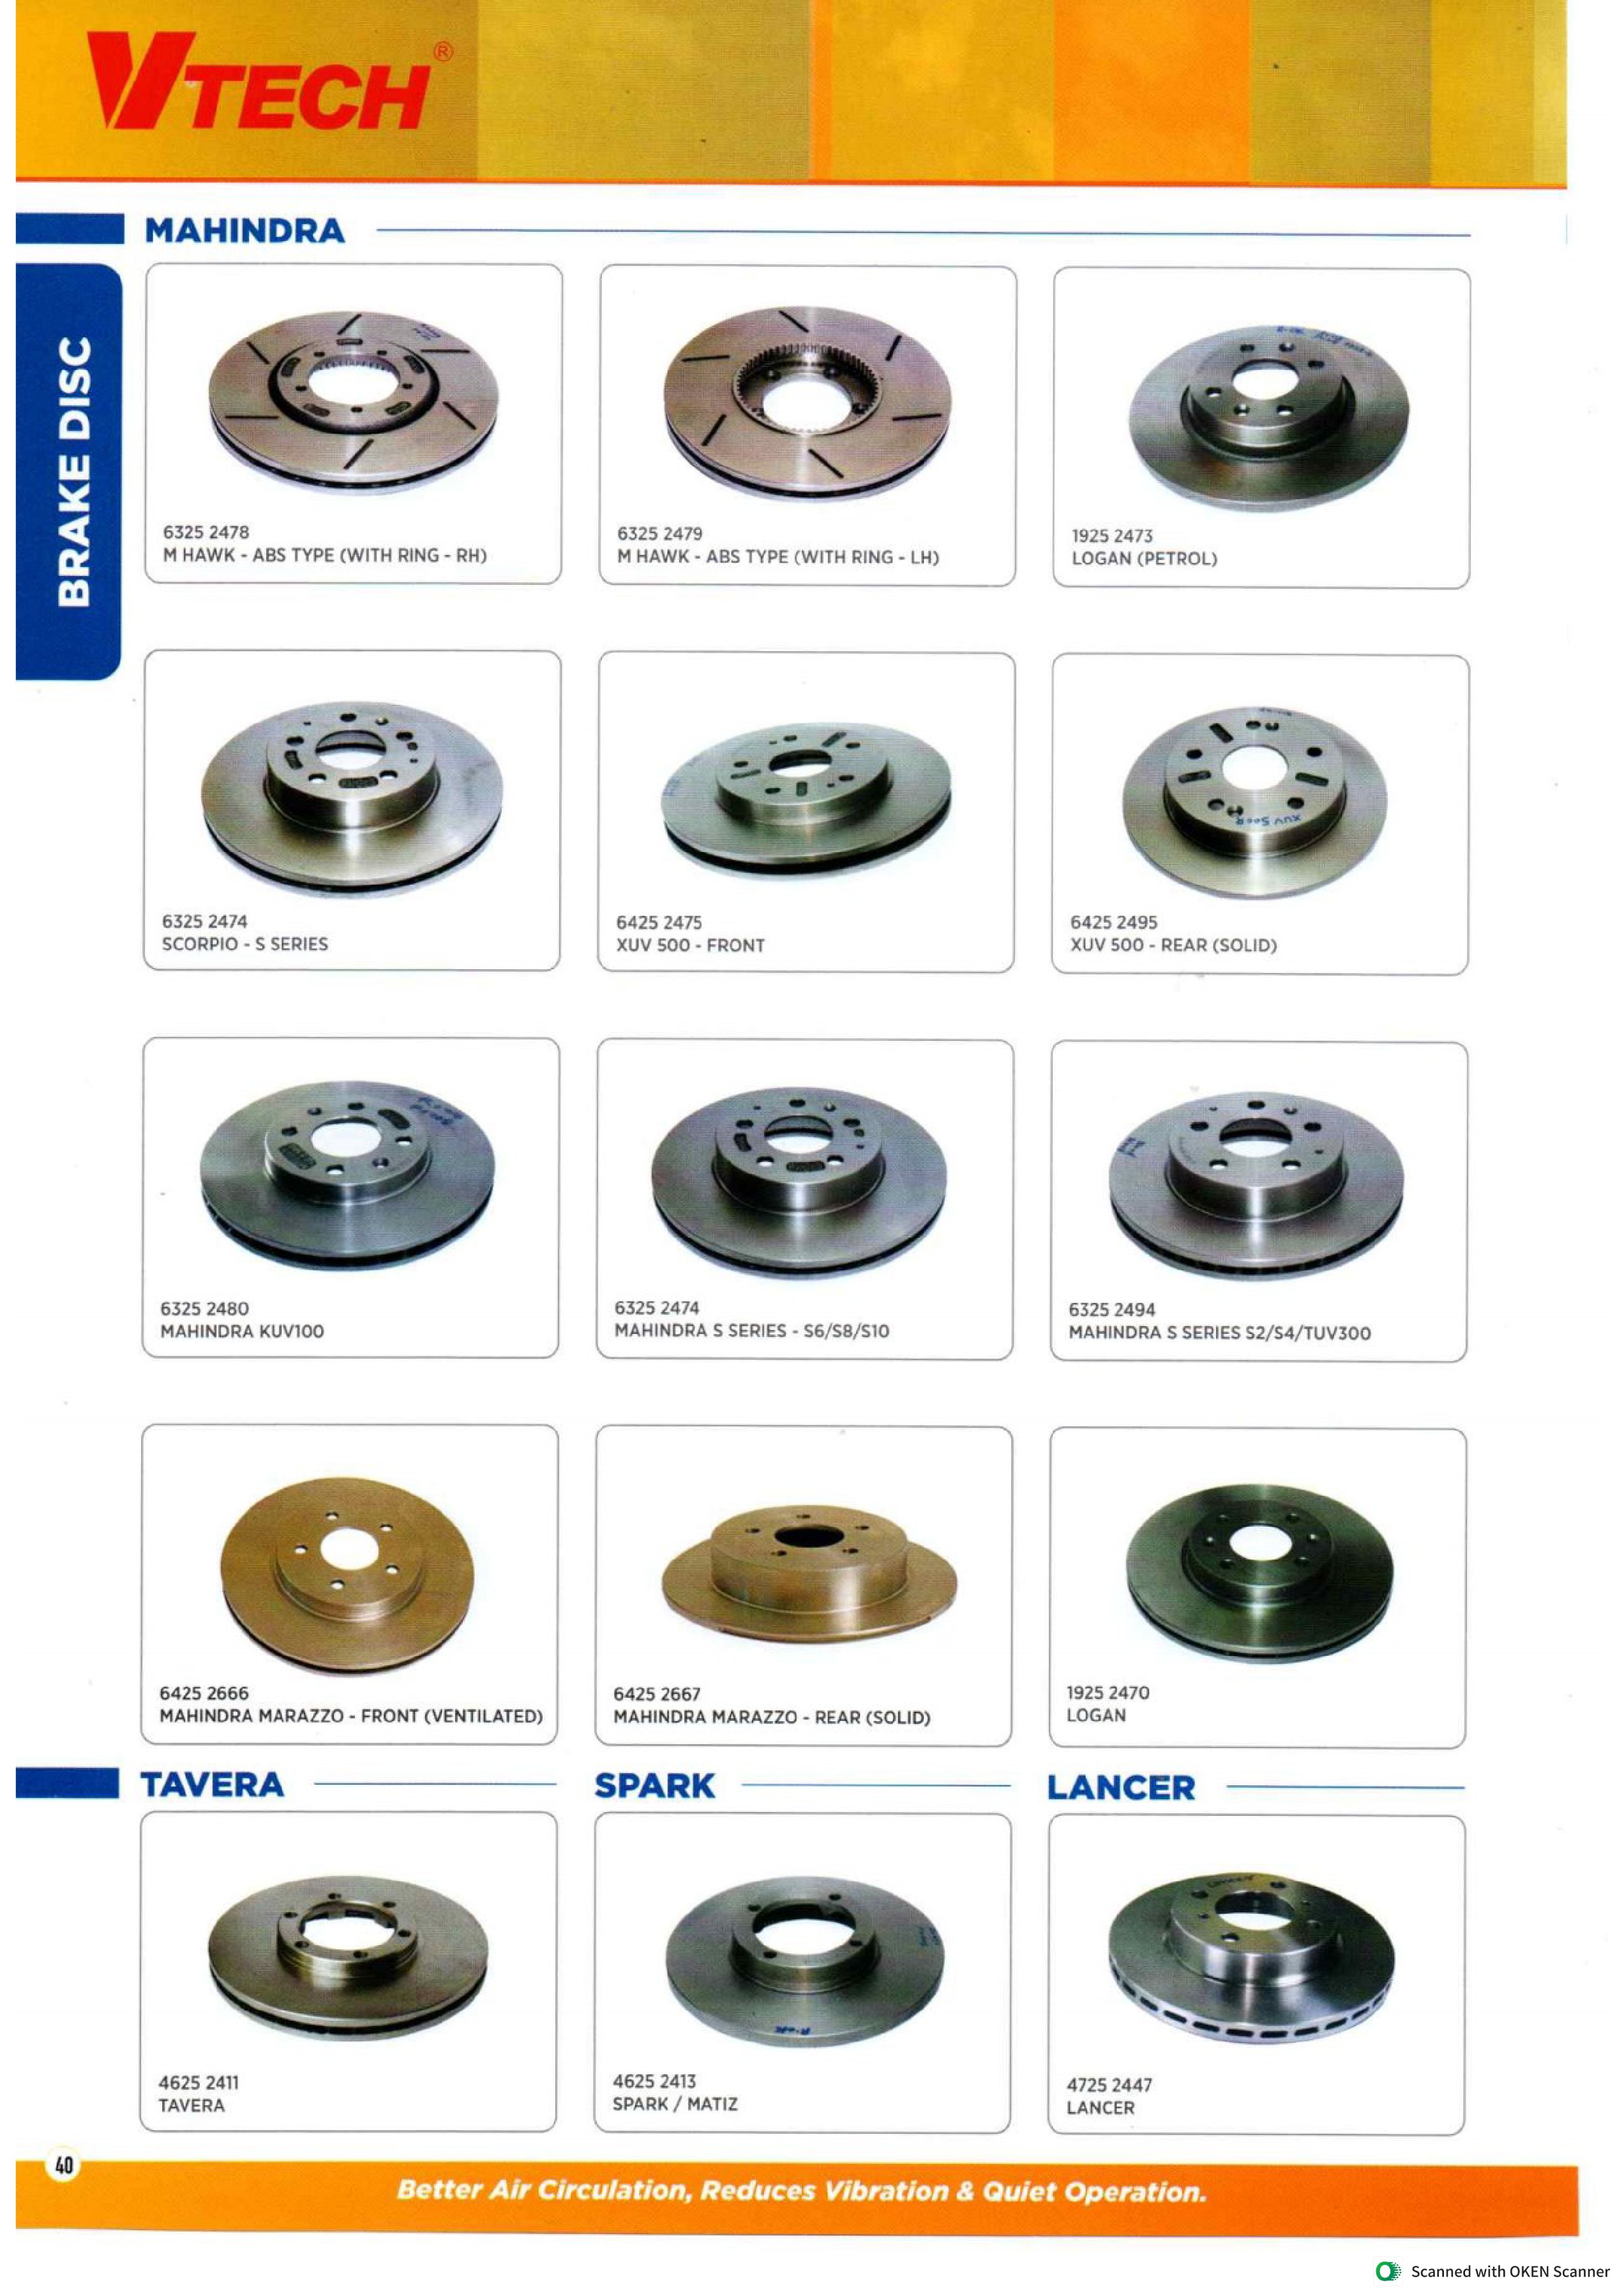 VTECH®
MAHINDRA
BRAKE DISC
6325 2478
M HAWK - ABS TYPE (WITH RING - RH)
6325 2479
M HAWK - ABS TYPE (WITH RING - LH)
1925 2473
LOGAN (PETROL)
6325 2474
SCORPIO - S SERIES
6425 2475
XUV 500 - FRONT
6425 2495
XUV 500 - REAR (SOLID)
6325 2480
MAHINDRA KUV100
6325 2474
MAHINDRA S SERIES - S6/S8/S10
6325 2494
MAHINDRA S SERIES S2/S4/TUV300
6425 2666
MAHINDRA MARAZZO - FRONT (VENTILATED)
6425 2667
MAHINDRA MARAZZO - REAR (SOLID)
1925 2470
LOGAN
TAVERA
SPARK
LANCER
4625 2411
TAVERA
4625 2413
SPARK / MATIZ
4725 2447
LANCER
40
Better Air Circulation, Reduces Vibration & Quiet Operation.
Scanned with OKEN Scanner